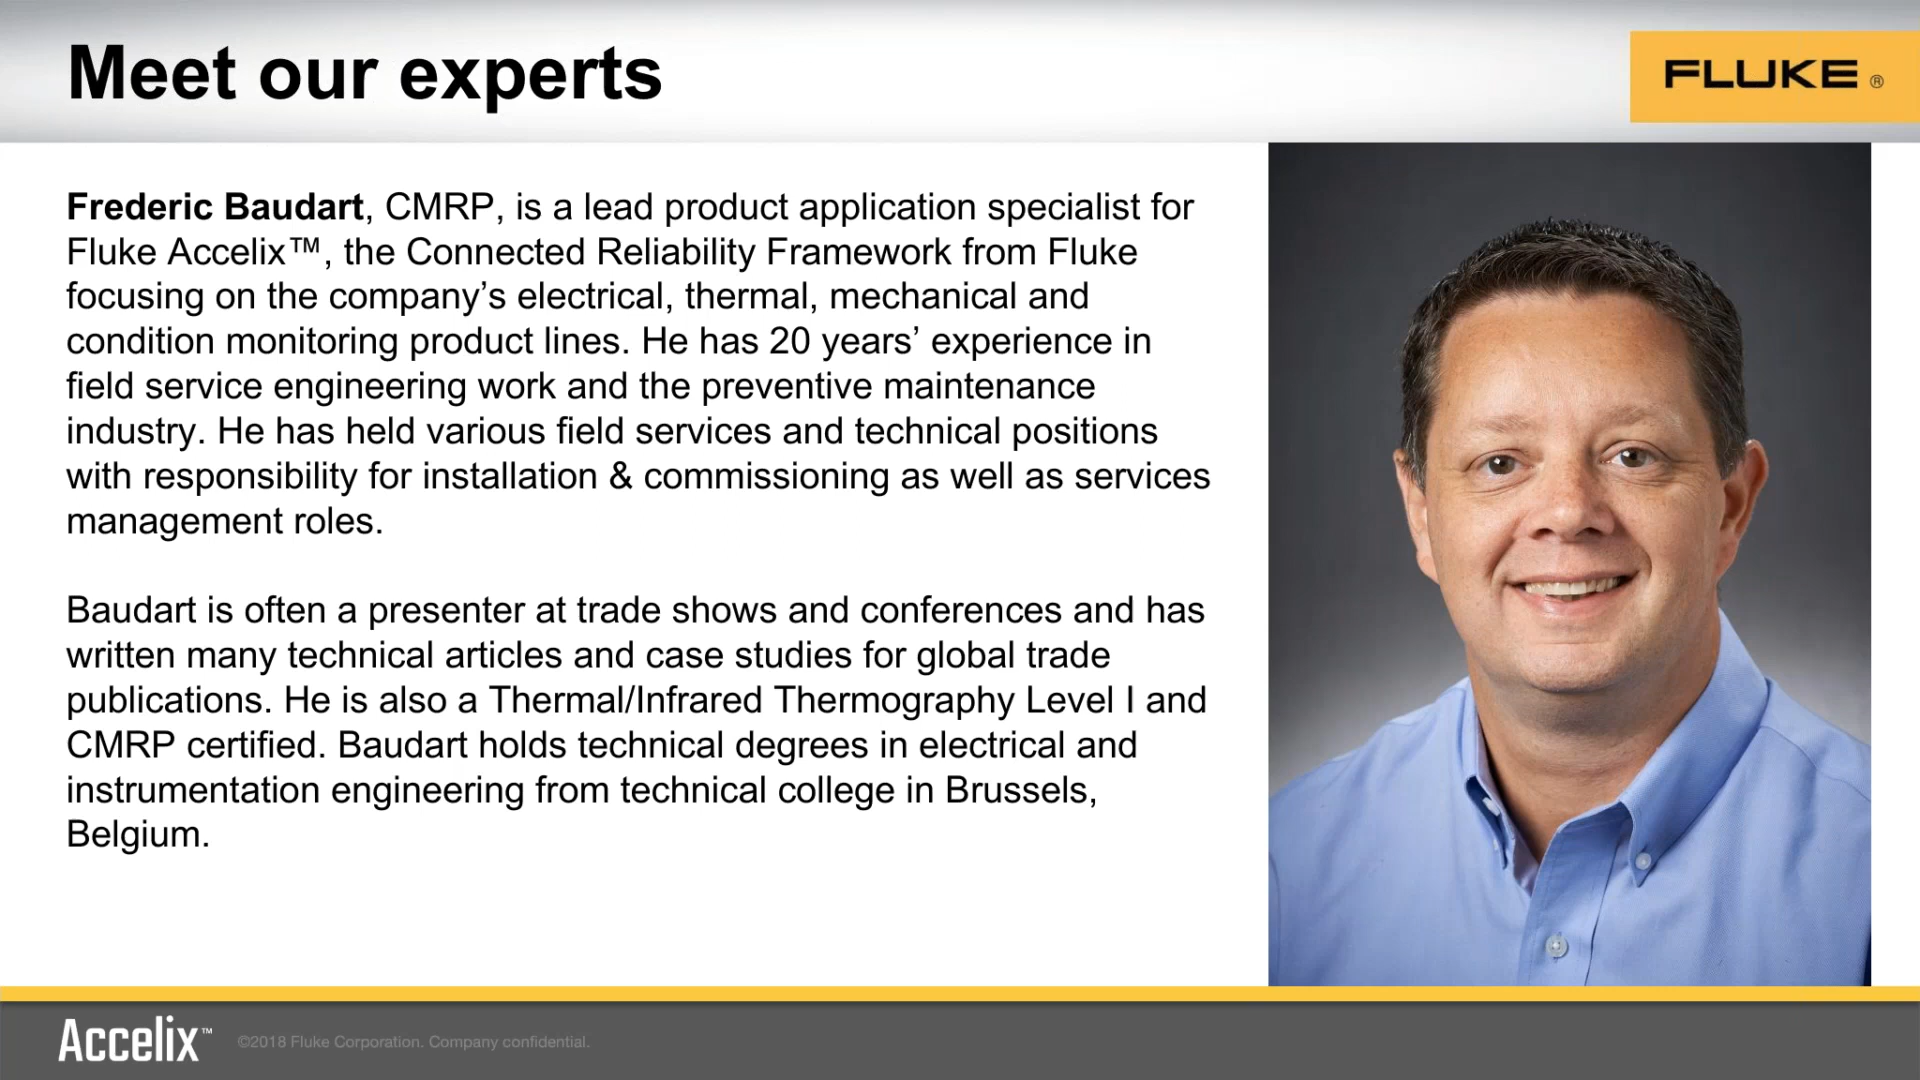 Meet our experts
FLUKE ®
Frederic Baudart, CMRP, is a lead product application specialist for
Fluke Accelix™, the Connected Reliability Framework from Fluke
focusing on the company’s electrical, thermal, mechanical and
condition monitoring product lines. He has 20 years’ experience in
field service engineering work and the preventive maintenance
industry. He has held various field services and technical positions
with responsibility for installation & commissioning as well as services
management roles.
Baudart is often a presenter at trade shows and conferences and has
written many technical articles and case studies for global trade
publications. He is also a Thermal/Infrared Thermography Level I and
CMRP certified. Baudart holds technical degrees in electrical and
instrumentation engineering from technical college in Brussels,
Belgium.
Accelix™ ©2018 Fluke Corporation. Company confidential.